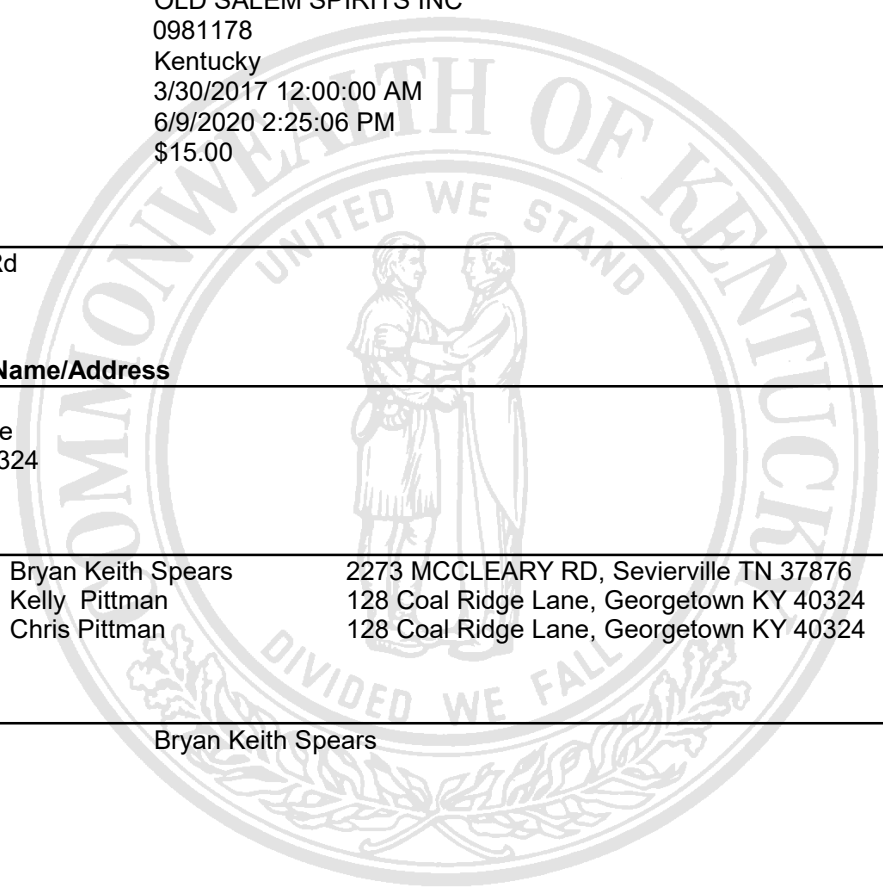 OLD SALEM SPIRITS INC
0981178
Kentucky
3/30/2017 12:00:00 AM
6/9/2020 2:25:06 PM
$15.00
Rd
Name/Address
e
324
Bryan Keith Spears 2273 MCCLEARY RD, Sevierville TN 37876
Kelly Pittman 128 Coal Ridge Lane, Georgetown KY 40324
Chris Pittman 128 Coal Ridge Lane, Georgetown KY 40324
Bryan Keith Spears
COMMONWEALTH OF KENTUCKY
UNITED WE STAND
DIVIDED WE FALL